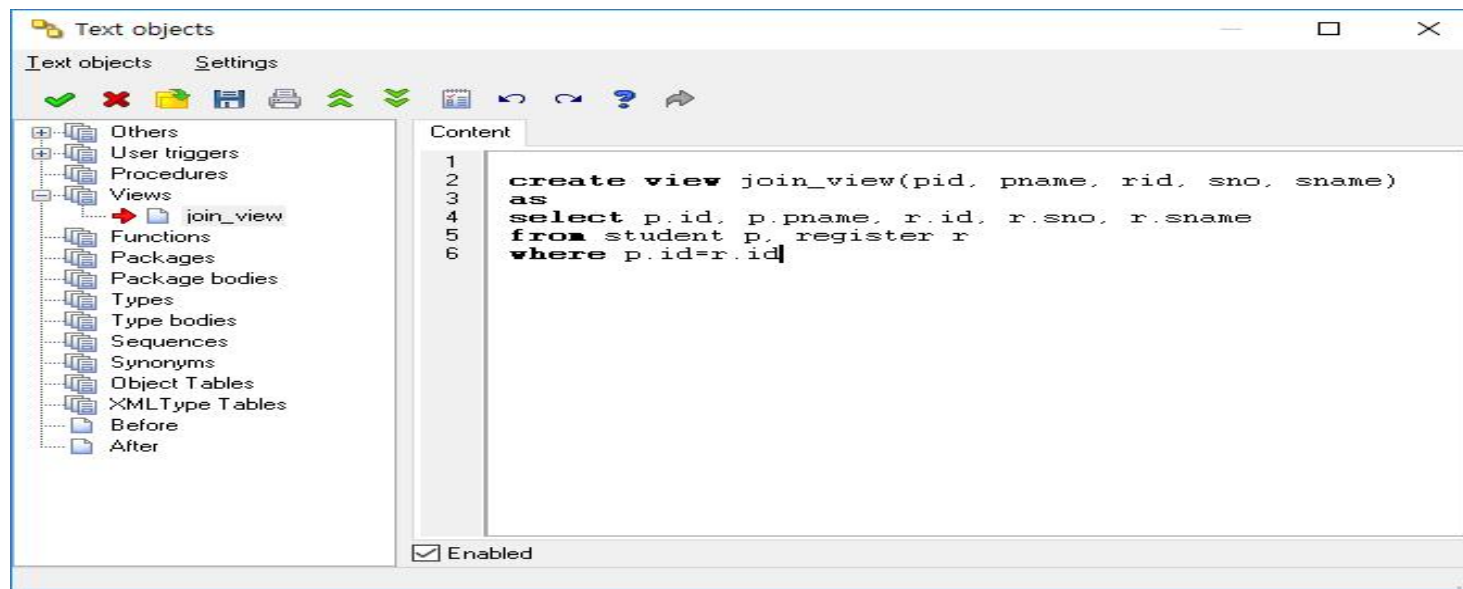 Text objects
Text objects Settings
Others
User triggers
Procedures
Views
join_view
Functions
Packages
Package bodies
Types
Type bodies
Sequences
Synonyms
Object Tables
XMLType Tables
Before
After
Content
1
2 create view join_view(pid, pname, rid, sno, sname)
3 as
4 select p.id, p.pname, r.id, r.sno, r.sname
5 from student p, register r
6 where p.id=r.id
Enabled